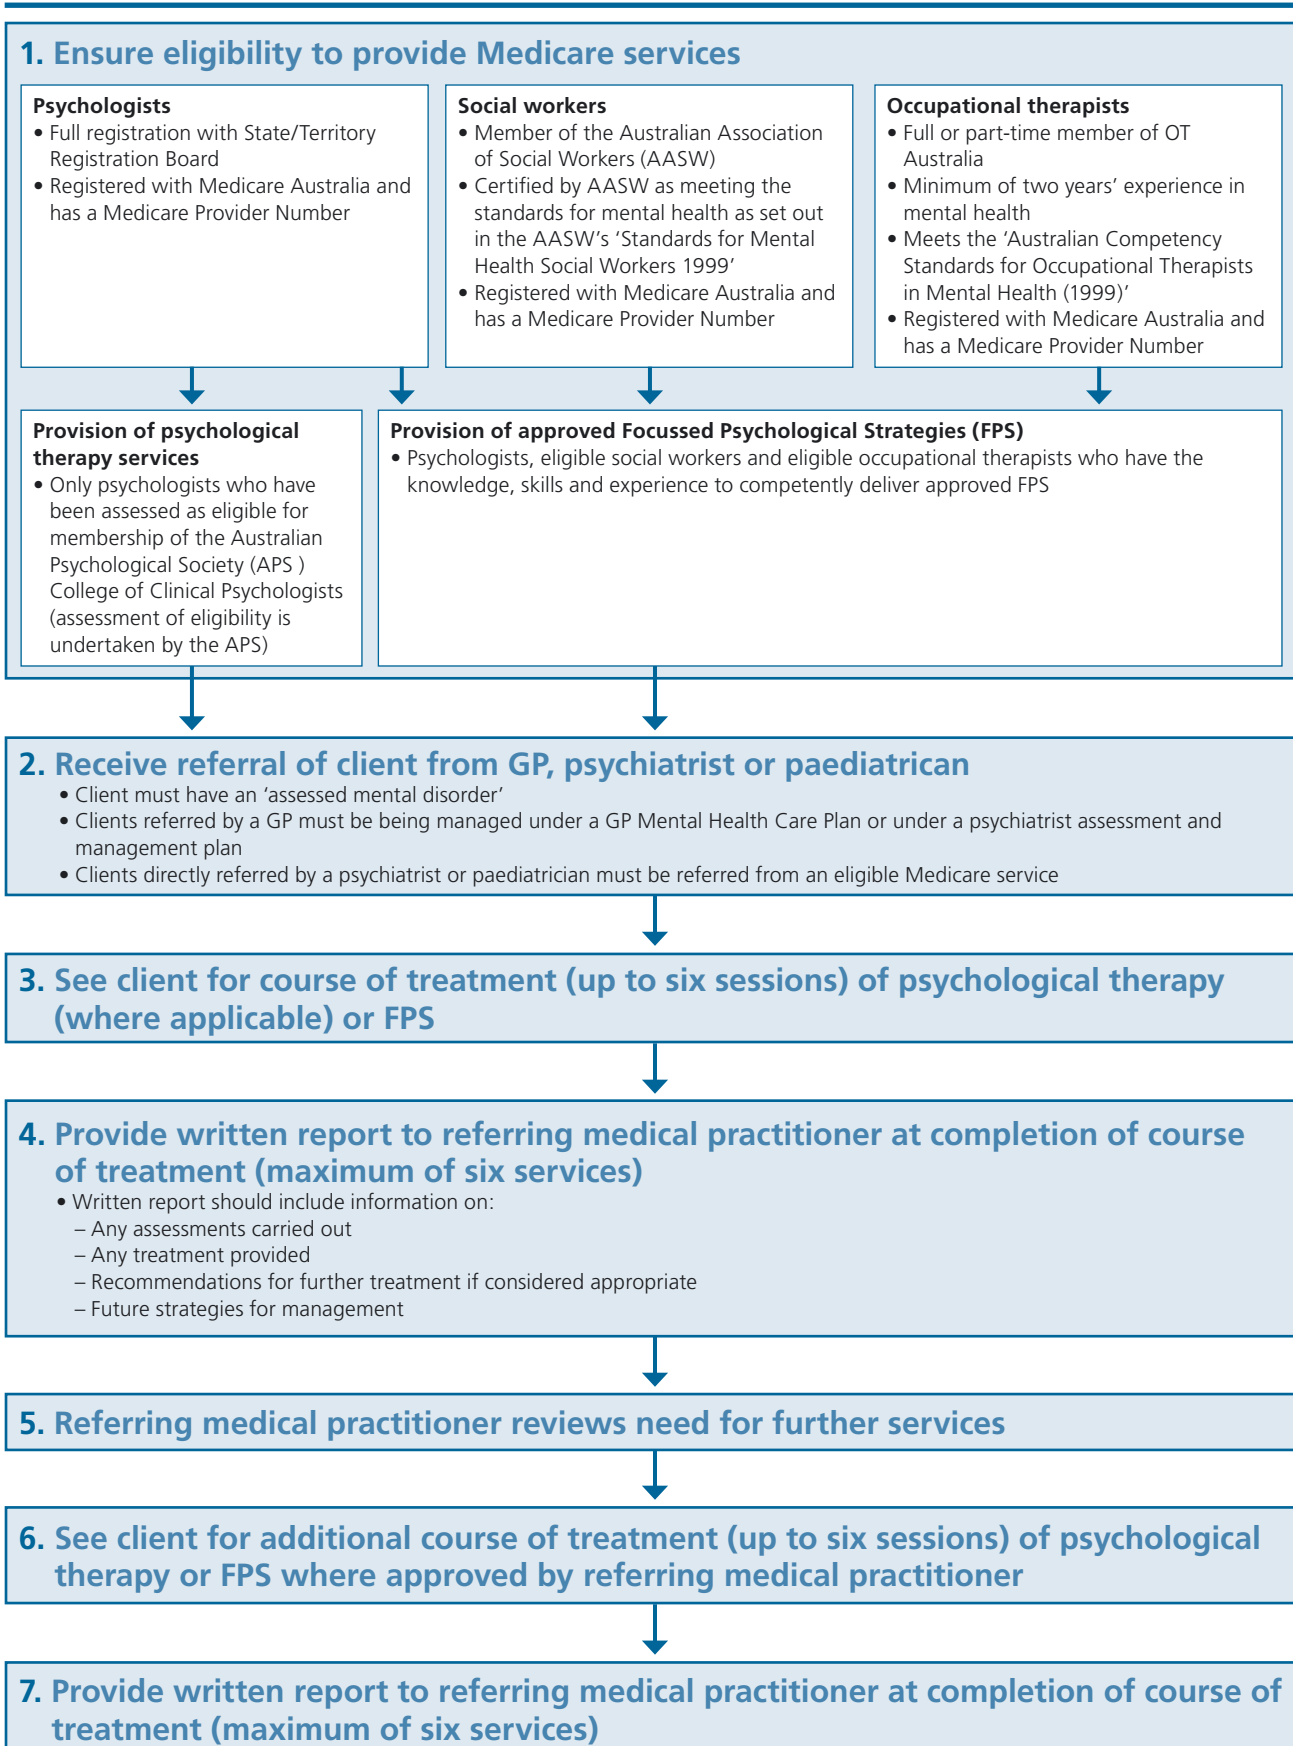 1. Ensure eligibility to provide Medicare services
Psychologists
• Full registration with State/Territory
Registration Board
• Registered with Medicare Australia and
has a Medicare Provider Number
Social workers
• Member of the Australian Association
of Social Workers (AASW)
• Certified by AASW as meeting the
standards for mental health as set out
in the AASW's 'Standards for Mental
Health Social Workers 1999'
• Registered with Medicare Australia and
has a Medicare Provider Number
Occupational therapists
• Full or part-time member of OT
Australia
• Minimum of two years' experience in
mental health
• Meets the 'Australian Competency
Standards for Occupational Therapists
in Mental Health (1999)'
• Registered with Medicare Australia and
has a Medicare Provider Number
Provision of psychological
therapy services
• Only psychologists who have
been assessed as eligible for
membership of the Australian
Psychological Society (APS )
College of Clinical Psychologists
(assessment of eligibility is
undertaken by the APS)
Provision of approved Focussed Psychological Strategies (FPS)
• Psychologists, eligible social workers and eligible occupational therapists who have the
knowledge, skills and experience to competently deliver approved FPS
2. Receive referral of client from GP, psychiatrist or paediatrican
• Client must have an 'assessed mental disorder'
• Clients referred by a GP must be being managed under a GP Mental Health Care Plan or under a psychiatrist assessment and
management plan
• Clients directly referred by a psychiatrist or paediatrician must be referred from an eligible Medicare service
3. See client for course of treatment (up to six sessions) of psychological therapy
(where applicable) or FPS
4. Provide written report to referring medical practitioner at completion of course
of treatment (maximum of six services)
• Written report should include information on:
– Any assessments carried out
– Any treatment provided
– Recommendations for further treatment if considered appropriate
– Future strategies for management
5. Referring medical practitioner reviews need for further services
6. See client for additional course of treatment (up to six sessions) of psychological
therapy or FPS where approved by referring medical practitioner
7. Provide written report to referring medical practitioner at completion of course of
treatment (maximum of six services)